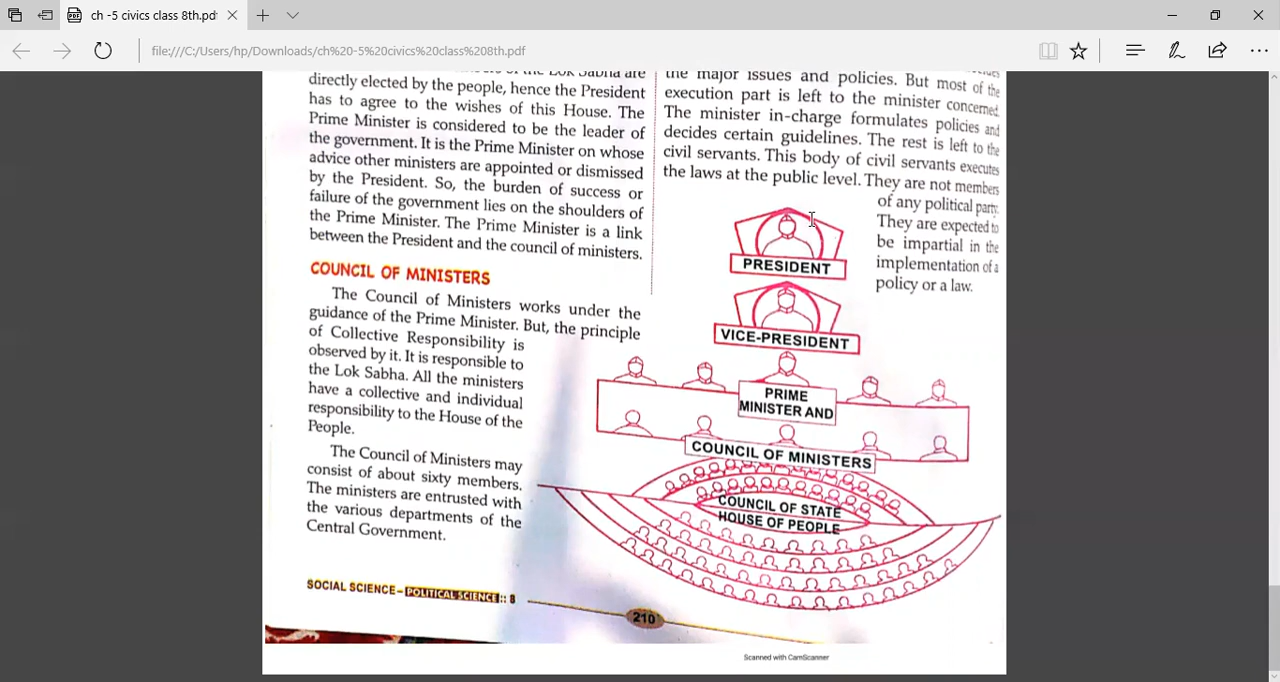 ch -5 civics class 8th.pdf
file:///C:/Users/hp/Downloads/ch%20-5%20civics%20class%208th.pdf
of the Lok Sabha are
directly elected by the people, hence the President
has to agree to the wishes of this House. The
Prime Minister is considered to be the leader of
the government. It is the Prime Minister on whose
advice other ministers are appointed or dismissed
by the President. So, the burden of success or
failure of the government lies on the shoulders of
the Prime Minister. The Prime Minister is a link
between the President and the council of ministers.
COUNCIL OF MINISTERS
The Council of Ministers works under the
guidance of the Prime Minister. But, the principle
of Collective Responsibility is
observed by it. It is responsible to
the Lok Sabha. All the ministers
have a collective and individual
responsibility to the House of the
People.
The Council of Ministers may
consist of about sixty members.
The ministers are entrusted with
the various departments of the
Central Government.
the major issues and policies. But most of the
execution part is left to the minister concerned.
The minister in-charge formulates policies and
decides certain guidelines. The rest is left to the
civil servants. This body of civil servants executes
the laws at the public level. They are not members
of any political party.
They are expected to
be impartial in the
implementation of a
policy or a law.
PRESIDENT
VICE-PRESIDENT
PRIME
MINISTER AND
COUNCIL OF MINISTERS
COUNCIL OF STATE
HOUSE OF PEOPLE
SOCIAL SCIENCE–POLITICAL SCIENCE:: 8
210
Scanned with CamScanner